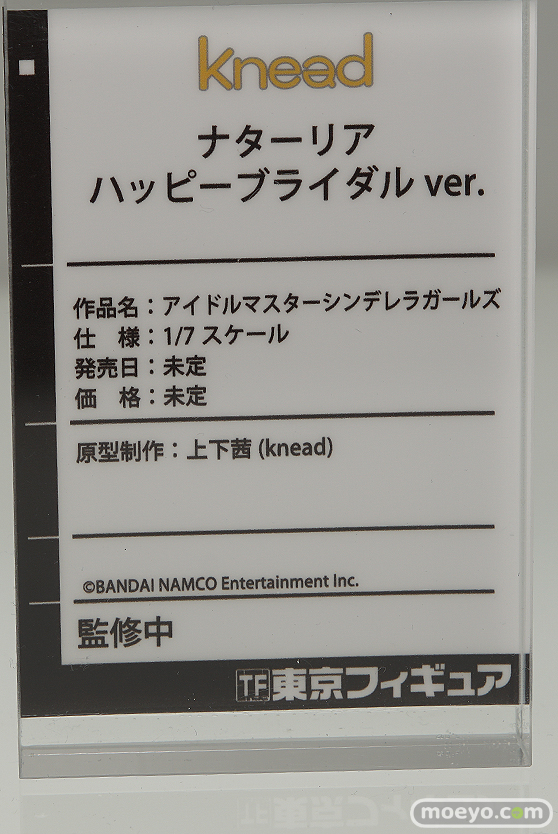 knead
ナターリア
ハッピーブライダル ver.
作品名：アイドルマスターシンデレラガールズ
仕　様：1/7 スケール
発売日：未定
価　格：未定
原型制作：上下茜 (knead)
©BANDAI NAMCO Entertainment Inc.
監修中
TF東京フィギュア
moeyo.com